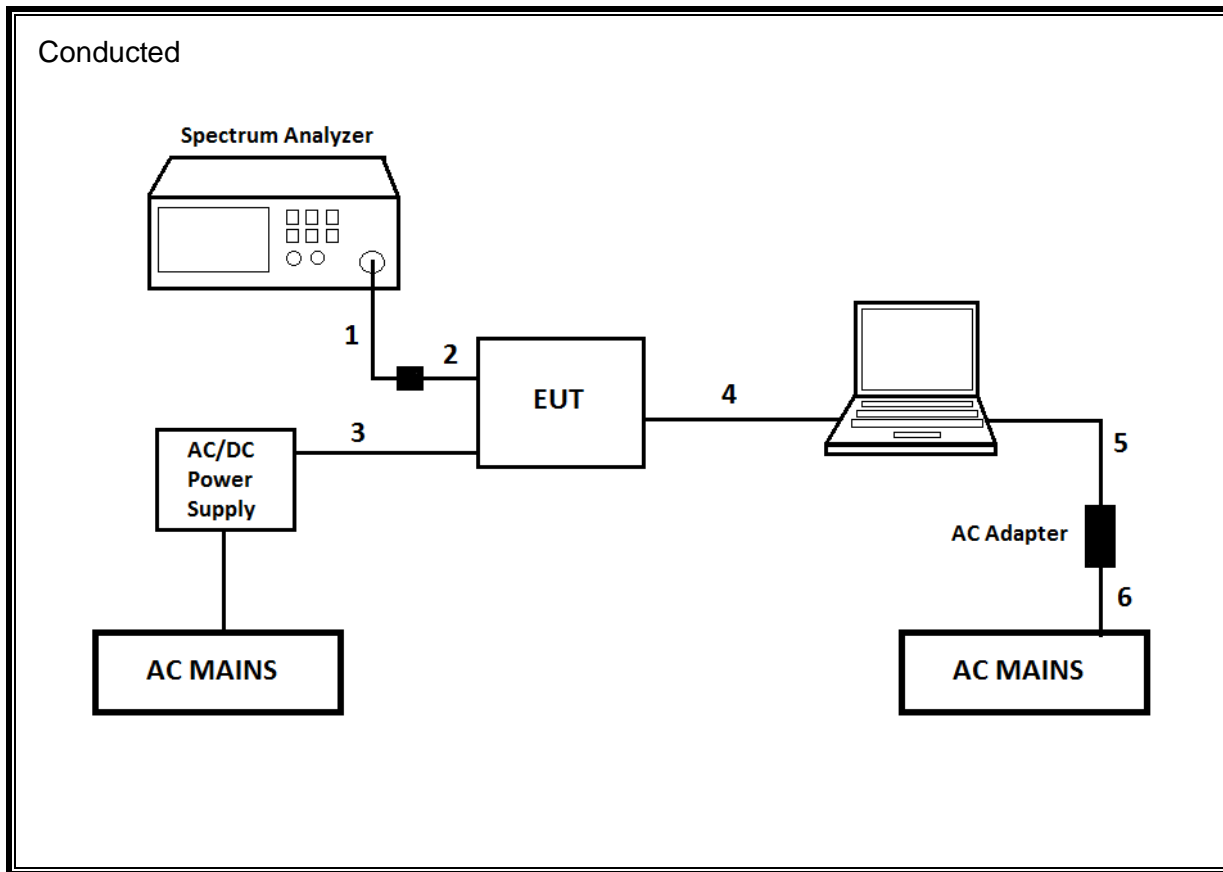 Conducted
Spectrum Analyzer
1
2
EUT
4
3
AC/DC
Power
Supply
5
AC Adapter
6
AC MAINS
AC MAINS